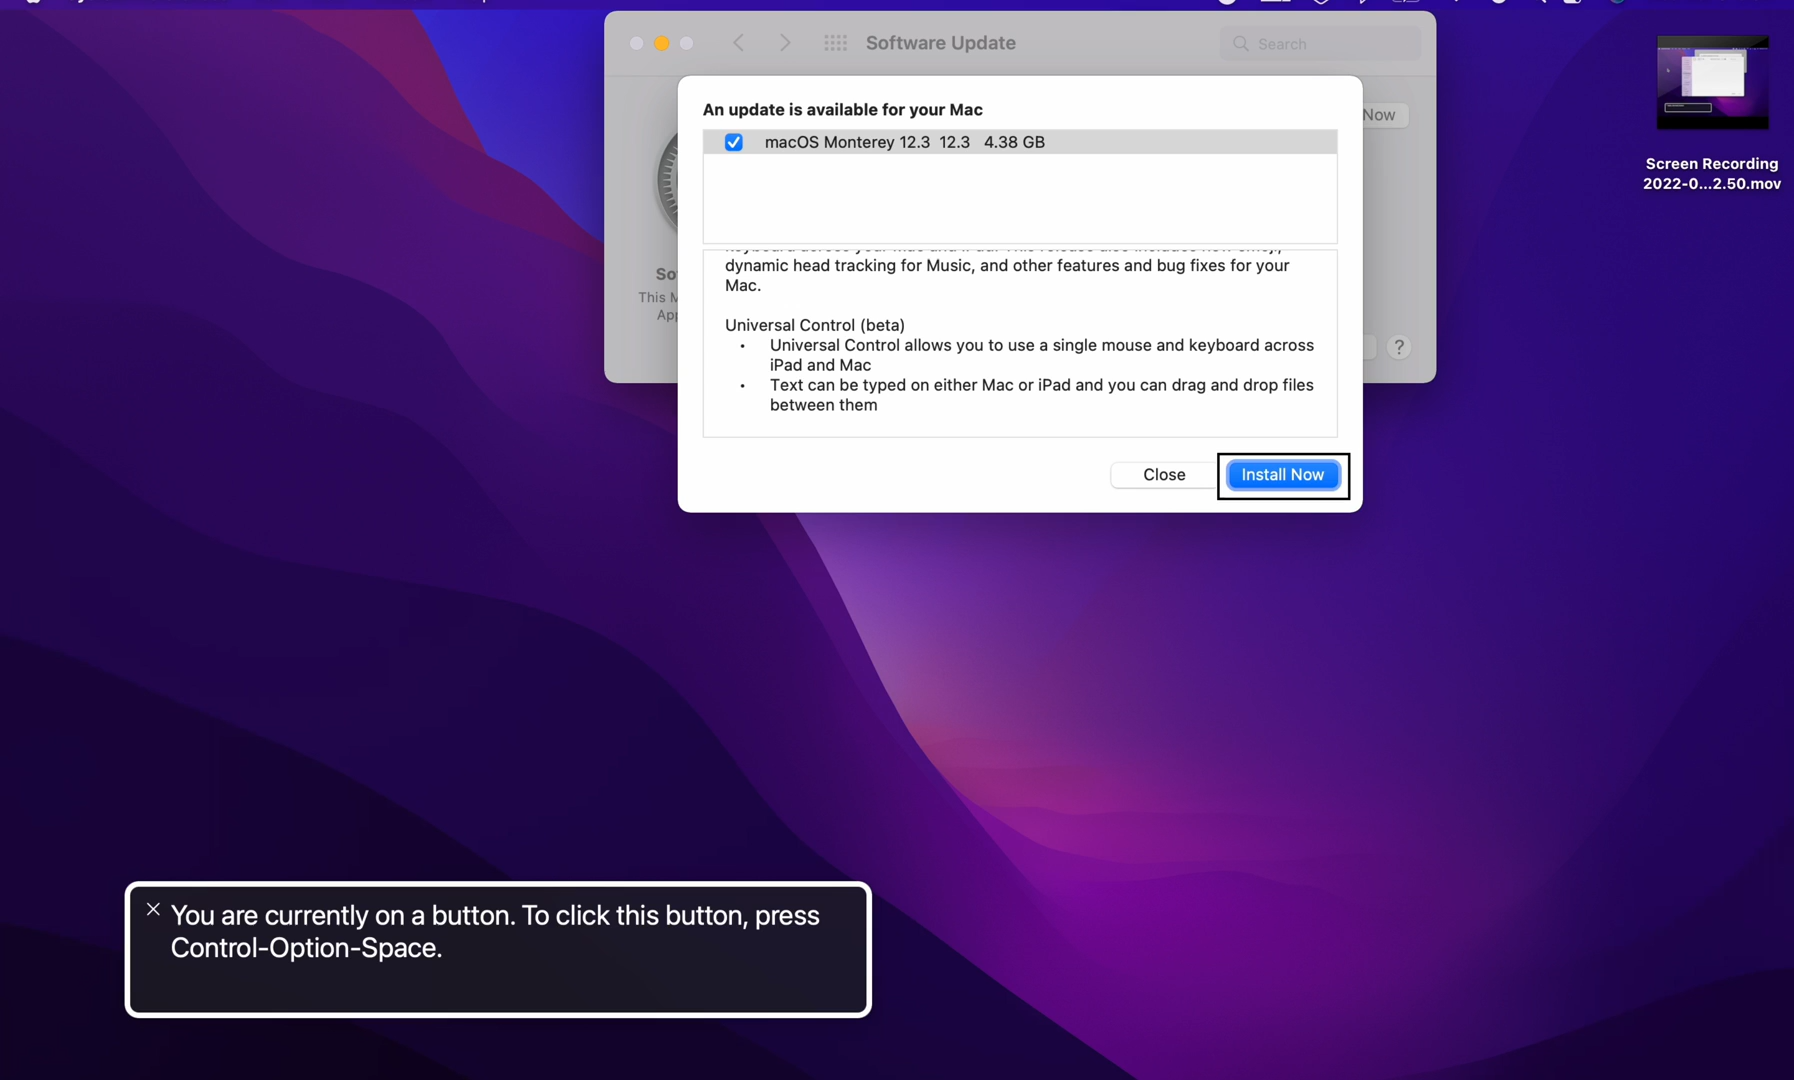 Software Update
Search
An update is available for your Mac
Now
macOS Monterey 12.3 12.3 4.38 GB
dynamic head tracking for Music, and other features and bug fixes for your
Mac.
Universal Control (beta)
• Universal Control allows you to use a single mouse and keyboard across
iPad and Mac
• Text can be typed on either Mac or iPad and you can drag and drop files
between them
This
?
Close
Install Now
Screen Recording
2022-0...2.50.mov
× You are currently on a button. To click this button, press
Control-Option-Space.